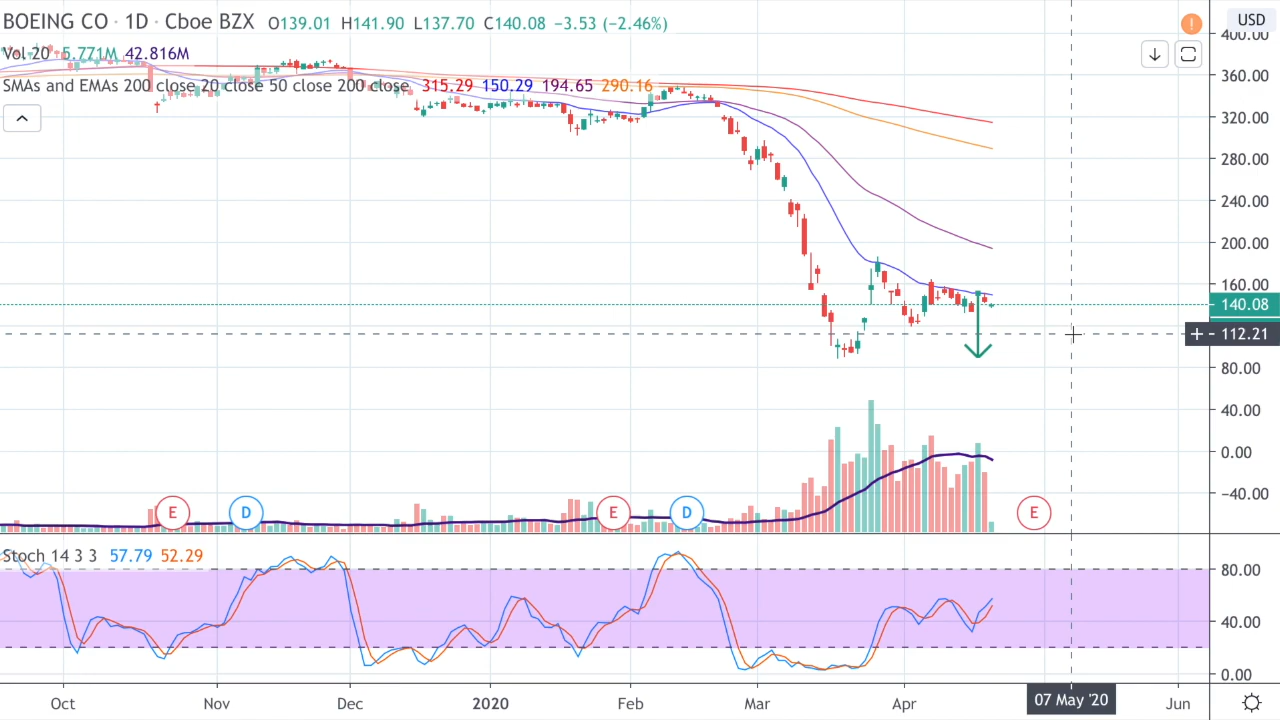 BOEING CO · 1D · Cboe BZX O139.01 H141.90 L137.70 C140.08 −3.53 (−2.46%)
Vol 20 5.771M 42.816M
SMAs and EMAs 200 close 20 close 50 close 200 close 315.29 150.29 194.65 290.16
USD
400.00
360.00
320.00
280.00
240.00
200.00
160.00
140.08
+ - 112.21
80.00
40.00
0.00
−40.00
E D E D E
Stoch 14 3 3 57.79 52.29
80.00
40.00
0.00
Oct Nov Dec 2020 Feb Mar Apr 07 May '20 Jun